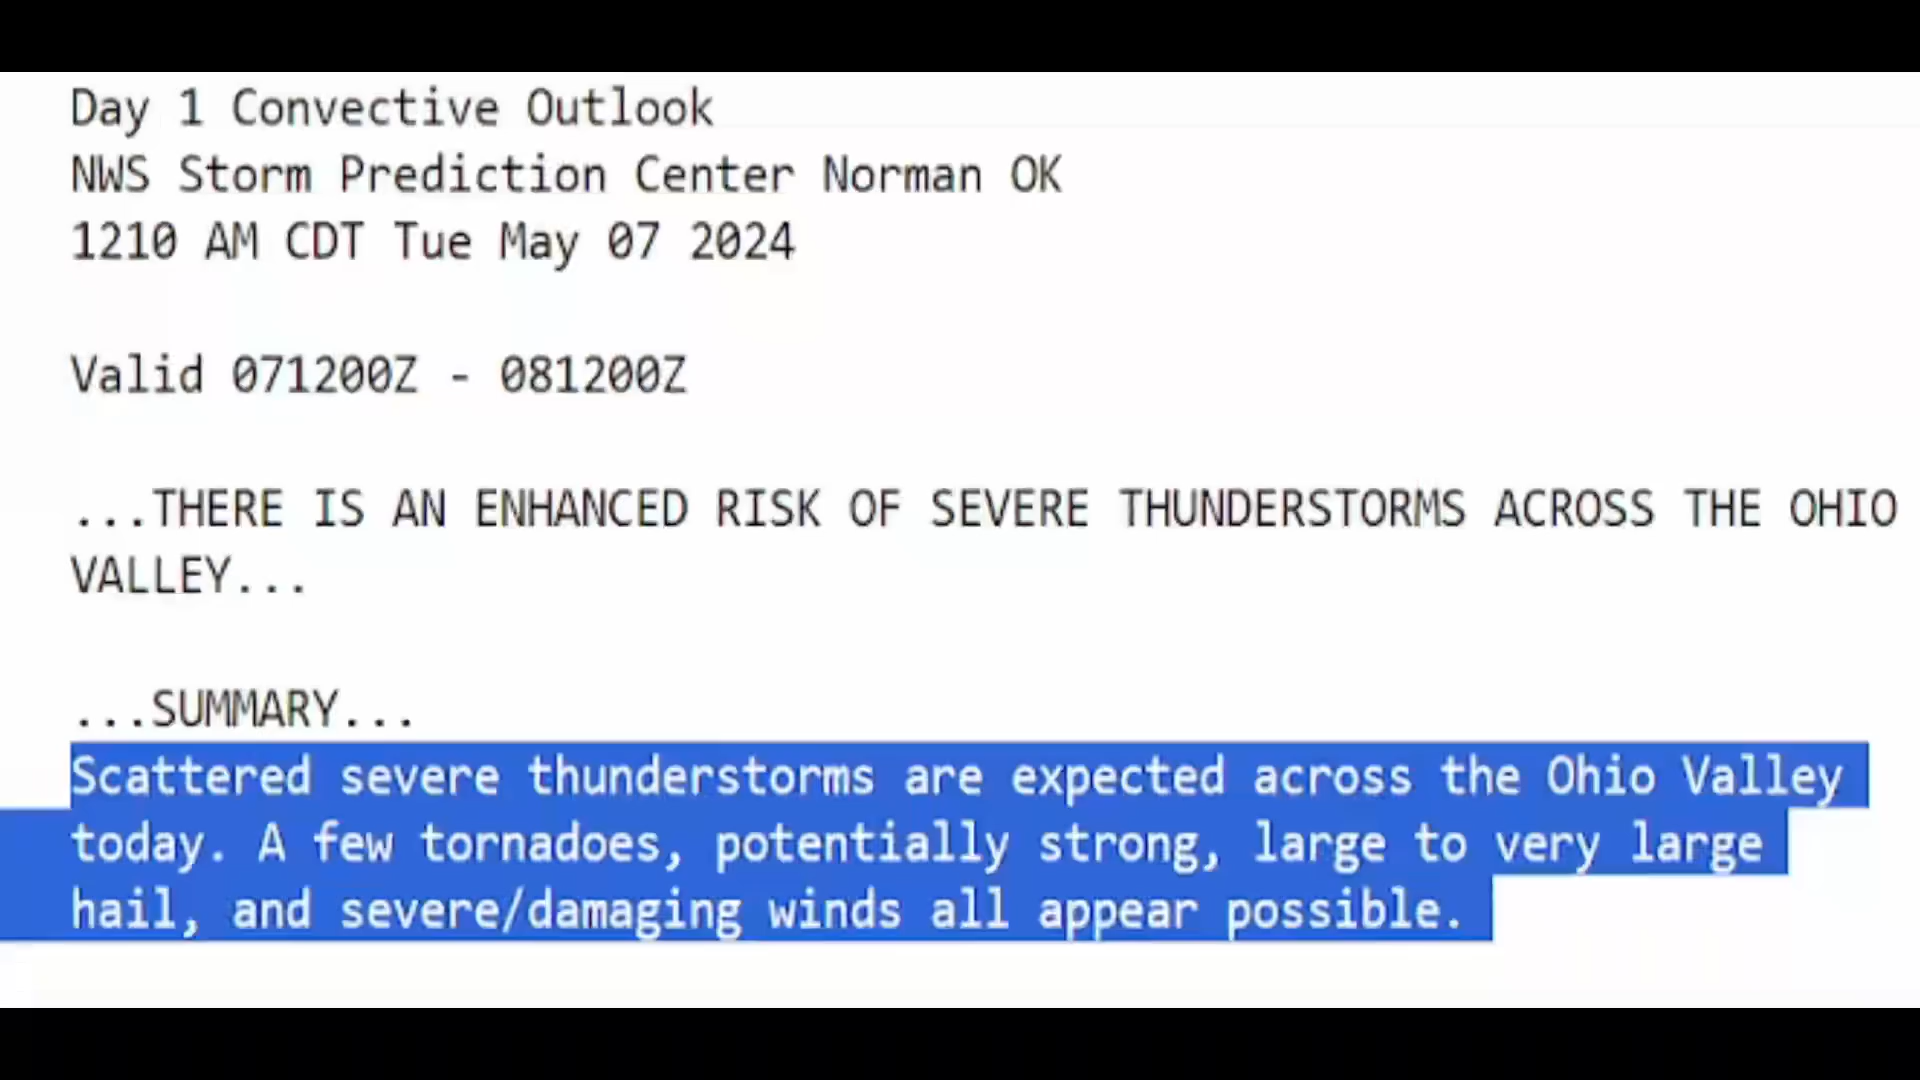 Day 1 Convective Outlook
NWS Storm Prediction Center Norman OK
1210 AM CDT Tue May 07 2024
Valid 071200Z - 081200Z
...THERE IS AN ENHANCED RISK OF SEVERE THUNDERSTORMS ACROSS THE OHIO
VALLEY...
...SUMMARY...
Scattered severe thunderstorms are expected across the Ohio Valley
today. A few tornadoes, potentially strong, large to very large
hail, and severe/damaging winds all appear possible.